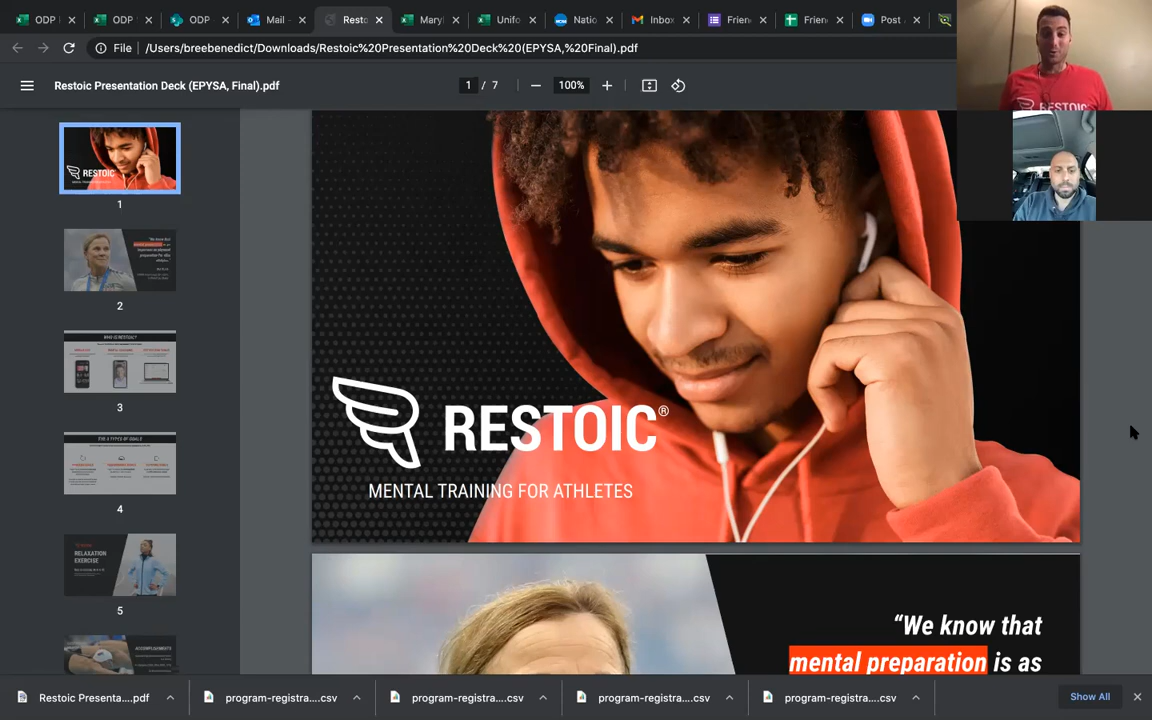 ODP
ODP
ODP
Mail
Resto
Maryl
Unifo
Natio
Inbox
Frien
Frien
Post
File
/Users/breebenedict/Downloads/Restoic%20Presentation%20Deck%20(EPYSA,%20Final).pdf
Restoic Presentation Deck (EPYSA, Final).pdf
1 / 7
100%
RESTOIC
RESTOIC
1
2
3
4
RELAXATION
EXERCISE
5
RESTOIC®
MENTAL TRAINING FOR ATHLETES
“We know that
mental preparation is as
Restoic Presenta....pdf
program-registra....csv
program-registra....csv
program-registra....csv
program-registra....csv
Show All